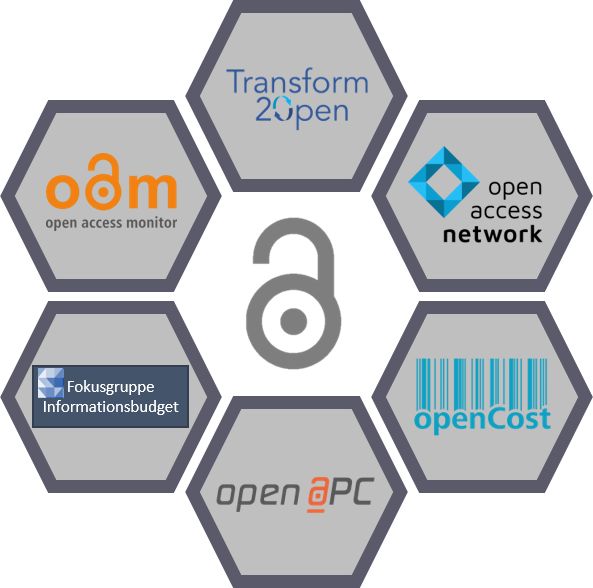 Transform
2Open
oam
open access monitor
open
access
network
Fokusgruppe
Informationsbudget
openCost
open aPC